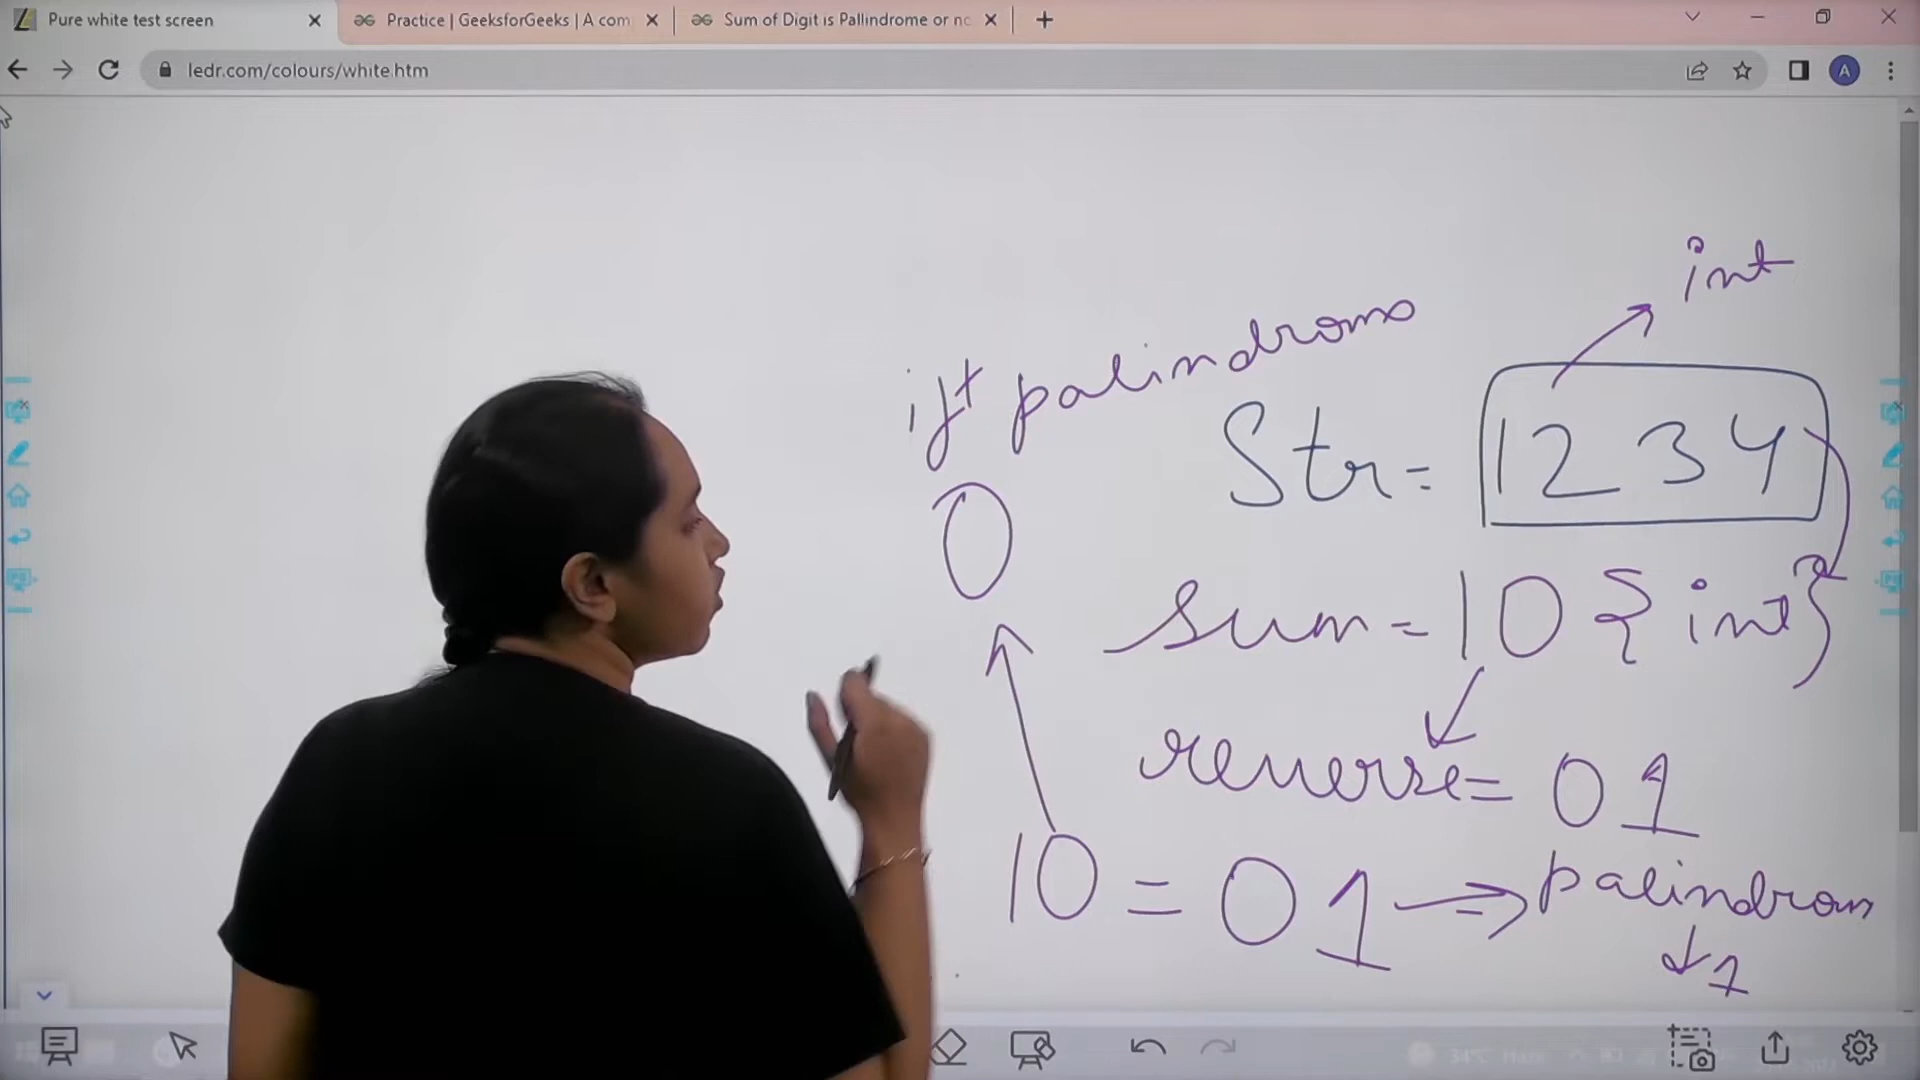 Pure white test screen
Practice | GeeksforGeeks | A com
Sum of Digit is Pallindrome or no
ledr.com/colours/white.htm
A
int
if palindrome
Str = 1234
0
sum = 10 {int}
reverse = 01
10 = 01 => palindrom
1